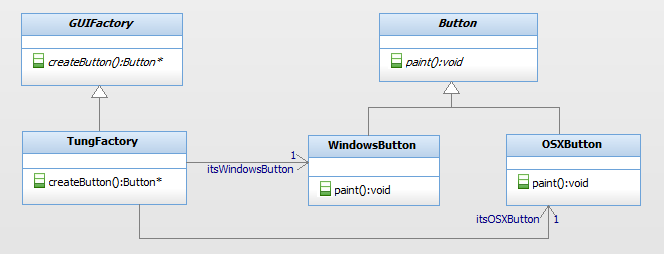 GUIFactory
createButton():Button*
Button
paint():void
TungFactory
createButton():Button*
1
itsWindowsButton
WindowsButton
paint():void
OSXButton
paint():void
itsOSXButton
1